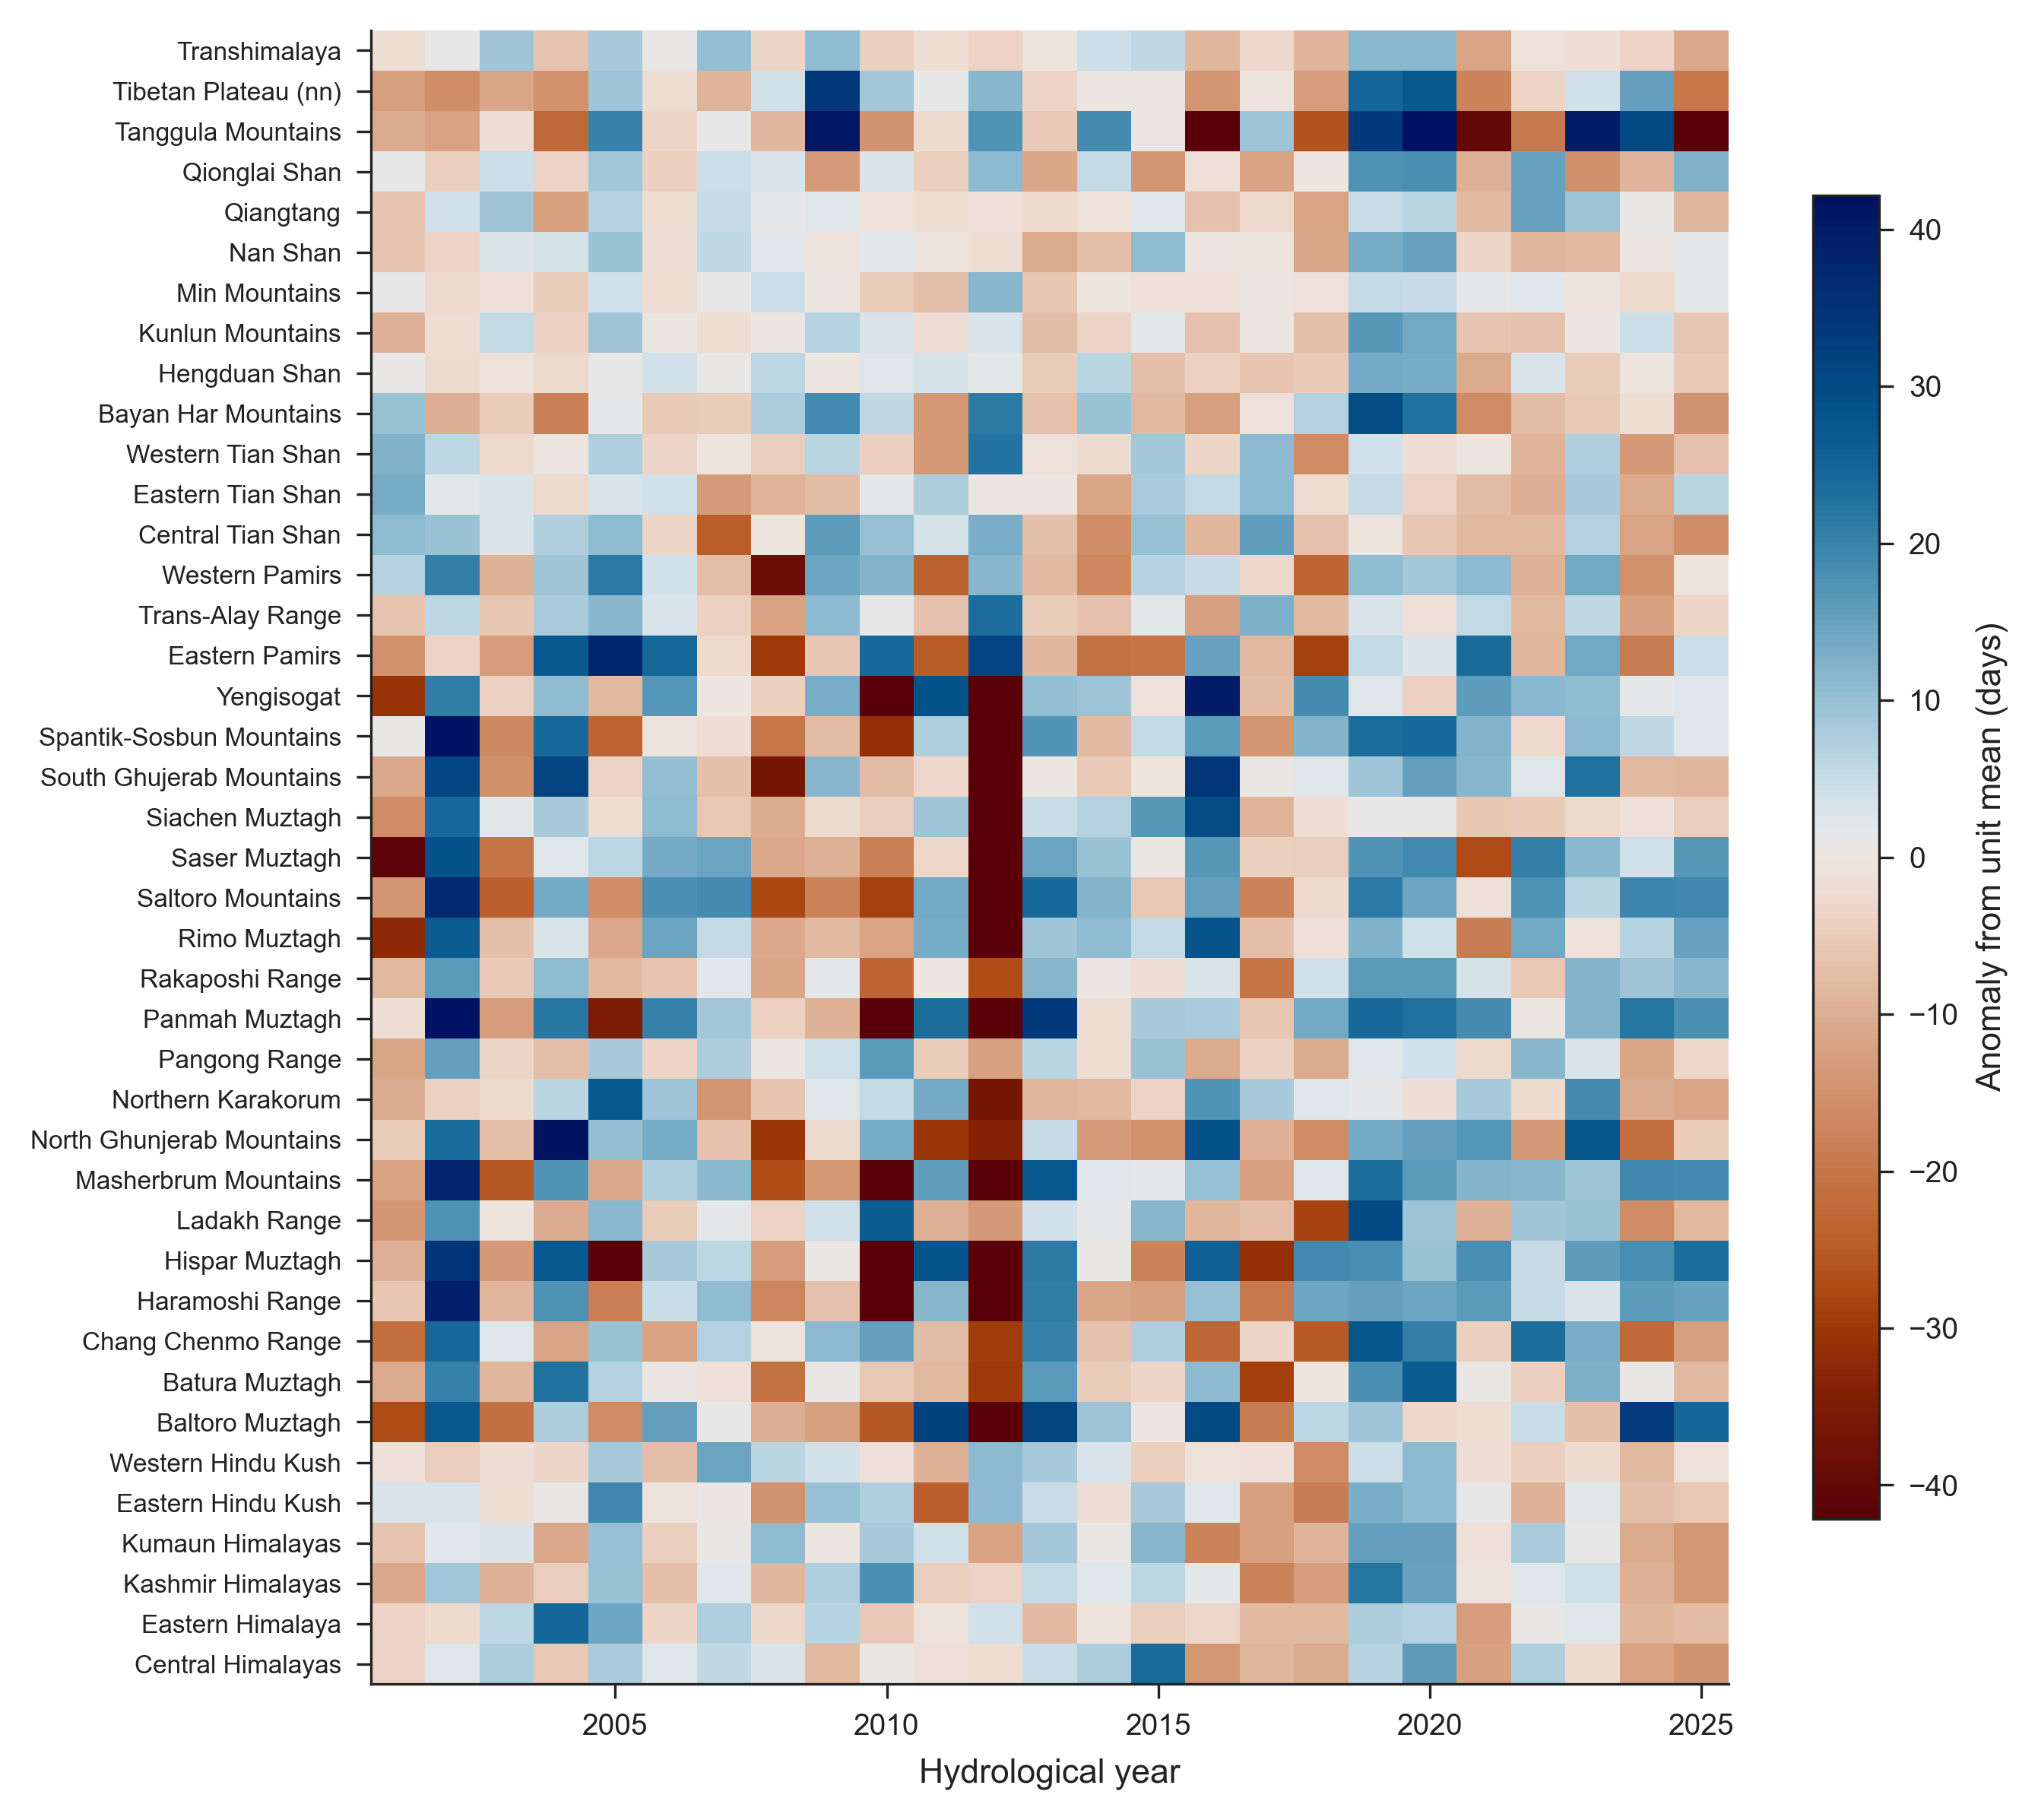 Transhimalaya
Tibetan Plateau (nn)
Tanggula Mountains
Qionglai Shan
Qiangtang
Nan Shan
Min Mountains
Kunlun Mountains
Hengduan Shan
Bayan Har Mountains
Western Tian Shan
Eastern Tian Shan
Central Tian Shan
Western Pamirs
Trans-Alay Range
Eastern Pamirs
Yengisogat
Spantik-Sosbun Mountains
South Ghujerab Mountains
Siachen Muztagh
Saser Muztagh
Saltoro Mountains
Rimo Muztagh
Rakaposhi Range
Panmah Muztagh
Pangong Range
Northern Karakorum
North Ghunjerab Mountains
Masherbrum Mountains
Ladakh Range
Hispar Muztagh
Haramoshi Range
Chang Chenmo Range
Batura Muztagh
Baltoro Muztagh
Western Hindu Kush
Eastern Hindu Kush
Kumaun Himalayas
Kashmir Himalayas
Eastern Himalaya
Central Himalayas
2005 2010 2015 2020 2025
Hydrological year
40
30
20
10
0
−10
−20
−30
−40
Anomaly from unit mean (days)